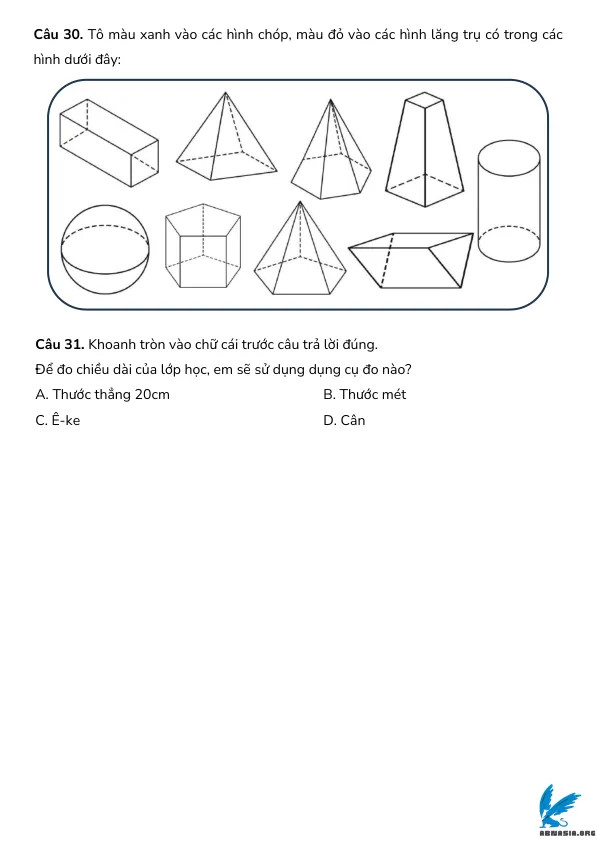 Câu 30. Tô màu xanh vào các hình chóp, màu đỏ vào các hình lăng trụ có trong các
hình dưới đây:
Câu 31. Khoanh tròn vào chữ cái trước câu trả lời đúng.
Để đo chiều dài của lớp học, em sẽ sử dụng dụng cụ đo nào?
A. Thước thẳng 20cm
B. Thước mét
C. Ê-ke
D. Cân
ABNASIA.ORG